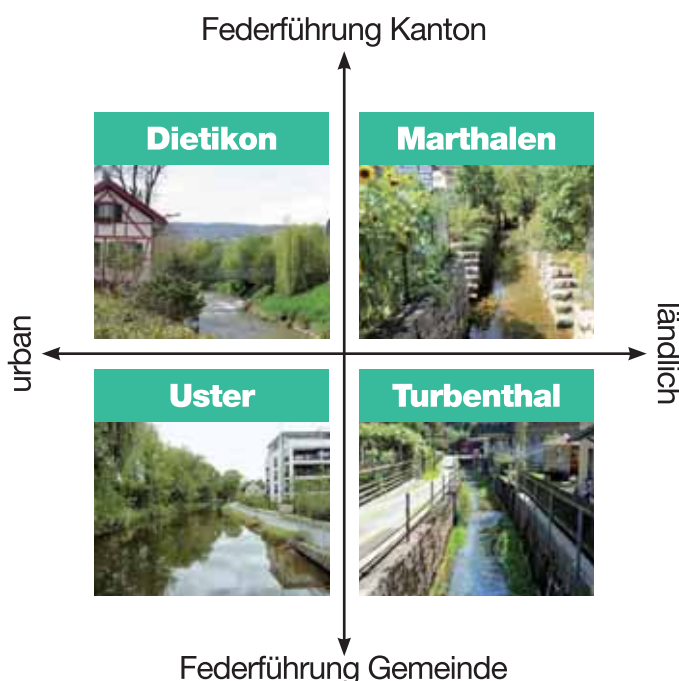 Federführung Kanton
Dietikon
Marthalen
urban
ländlich
Uster
Turbenthal
Federführung Gemeinde